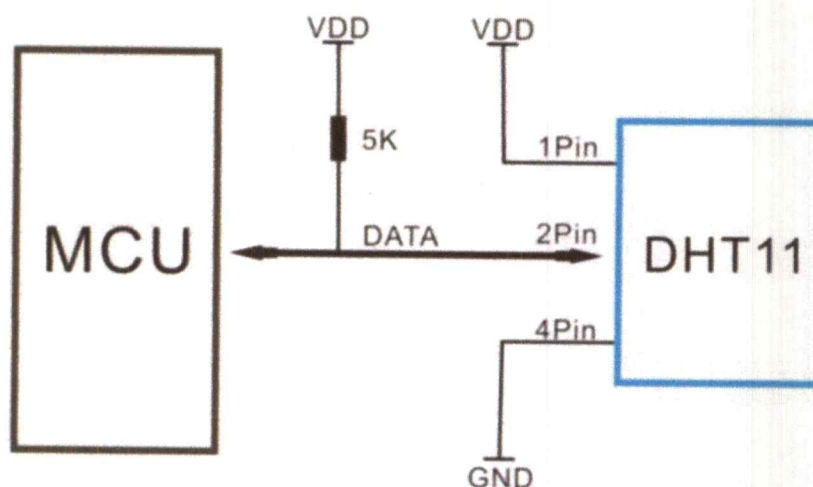 VDD
VDD
5K
1Pin
MCU
DATA
2Pin
DHT11
4Pin
GND